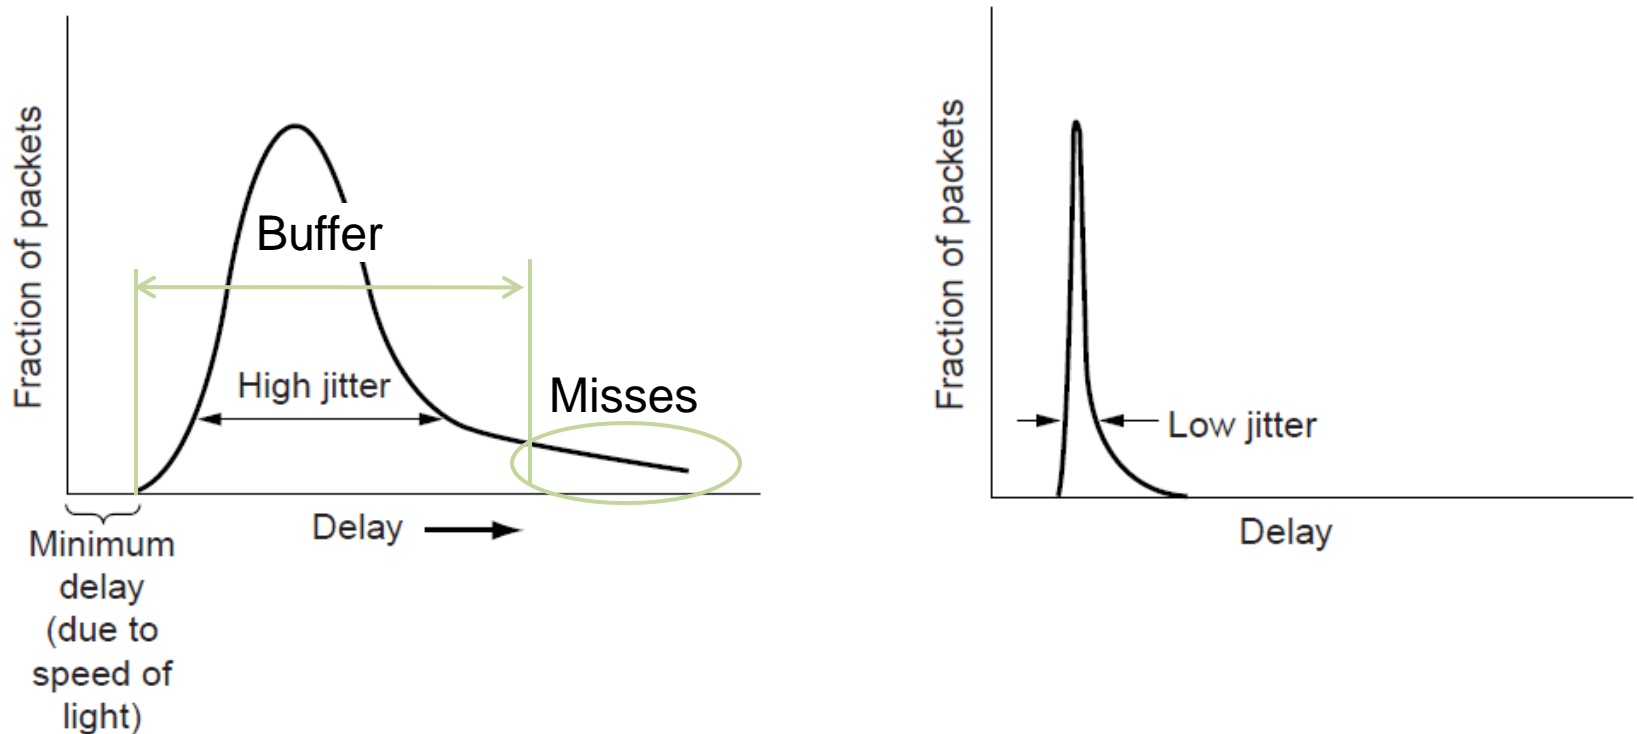 Fraction of packets
Buffer
High jitter
Misses
Delay
Minimum
delay
(due to
speed of
light)
Fraction of packets
Low jitter
Delay